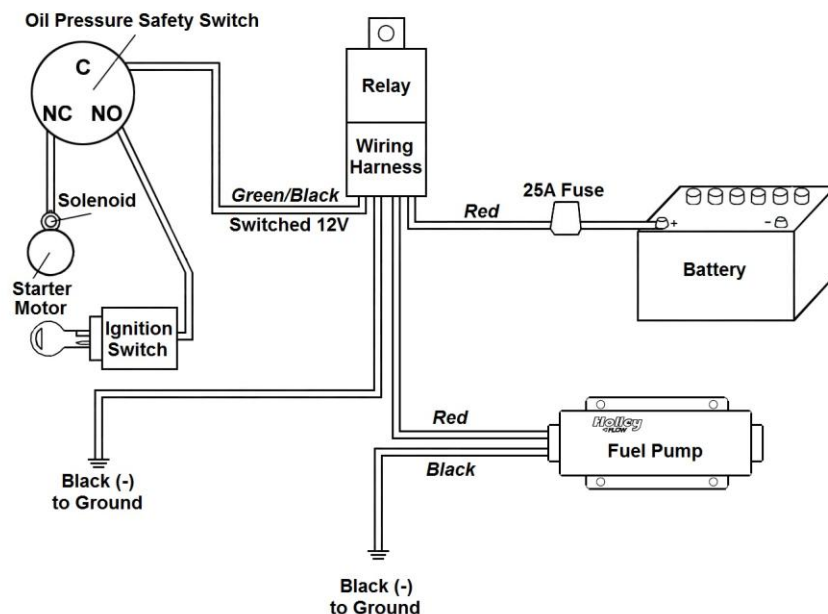 Oil Pressure Safety Switch
C
NC NO
Solenoid
Starter
Motor
Ignition
Switch
Relay
Wiring
Harness
Green/Black
Switched 12V
Red
25A Fuse
+ -
Battery
Red
Black
Holley
FLOW
Fuel Pump
Black (-)
to Ground
Black (-)
to Ground